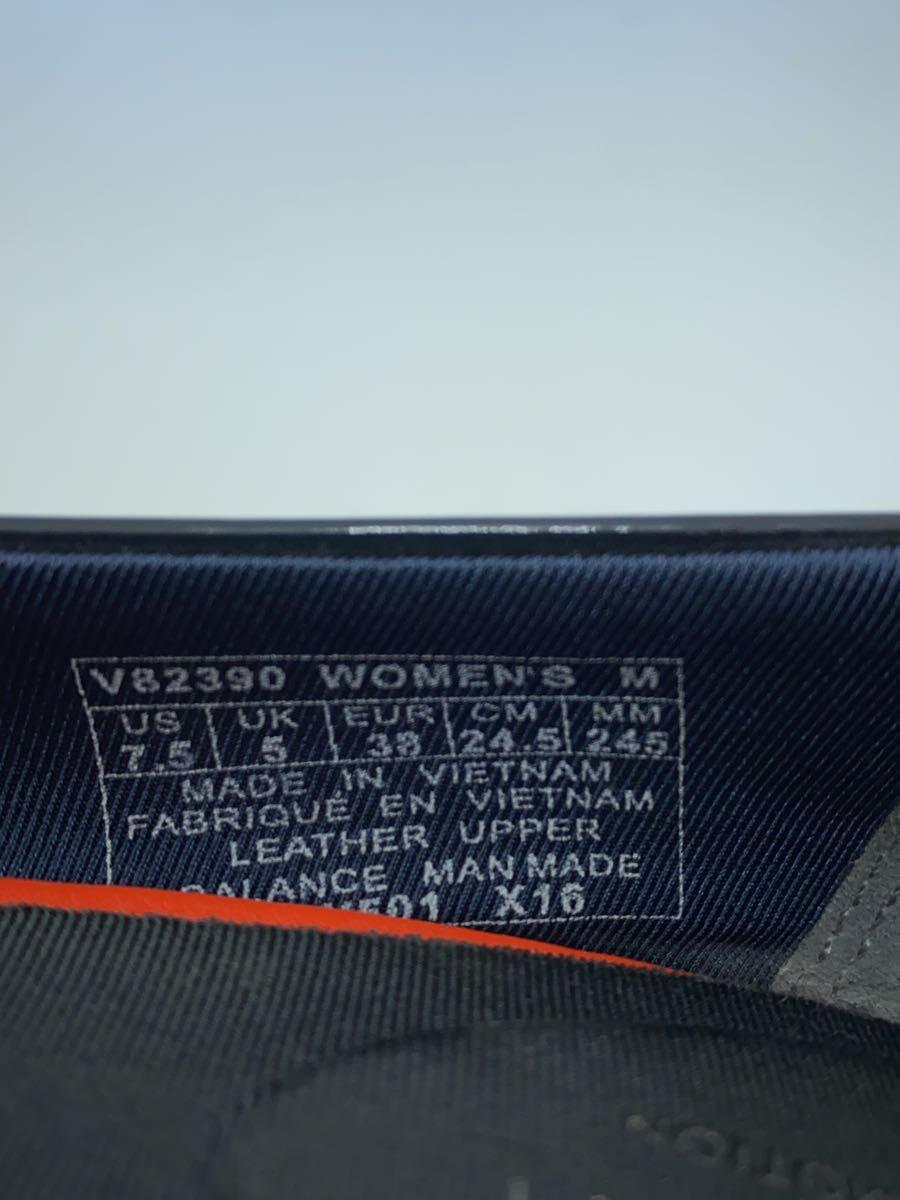 V82390 WOMEN'S M
US UK EUR CM MM
7.5 5 38 24.5 245
MADE IN VIETNAM
FABRIQUÉ EN VIETNAM
LEATHER UPPER
BALANCE MAN MADE
X16